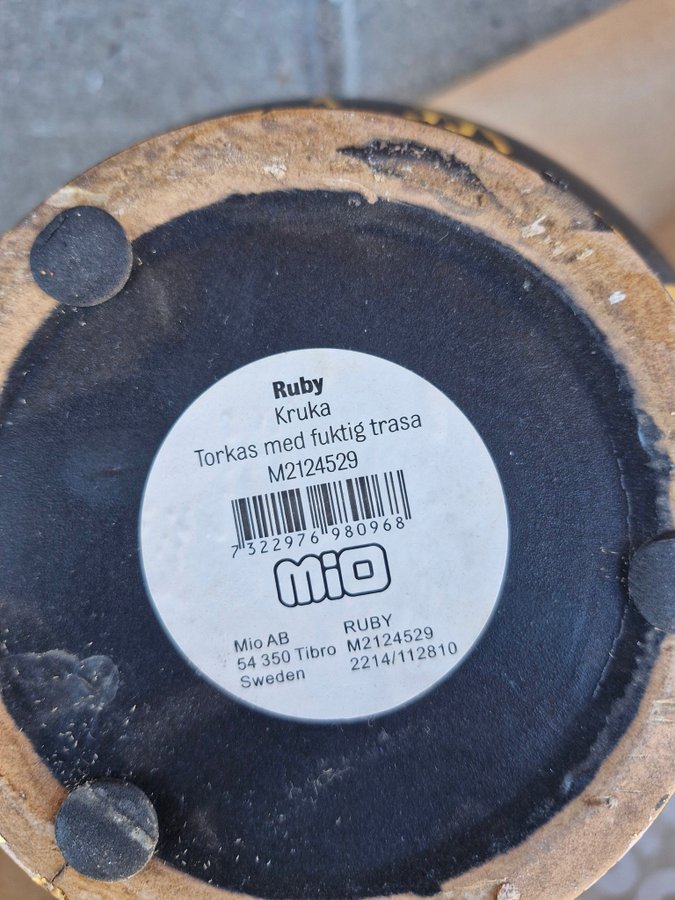 Ruby
Kruka
Torkas med fuktig trasa
M2124529
7 322976 980968
MiO
Mio AB
54 350 Tibro
Sweden
RUBY
M2124529
2214/112810